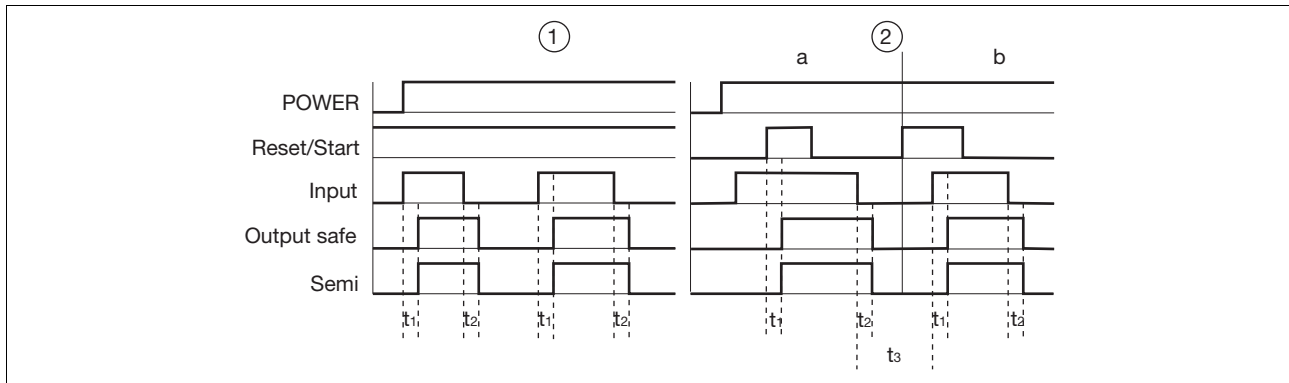 ① ②
a b
POWER
Reset/Start
Input
Output safe
Semi
t1 t2 t1 t2 t1 t2 t1 t2
t3